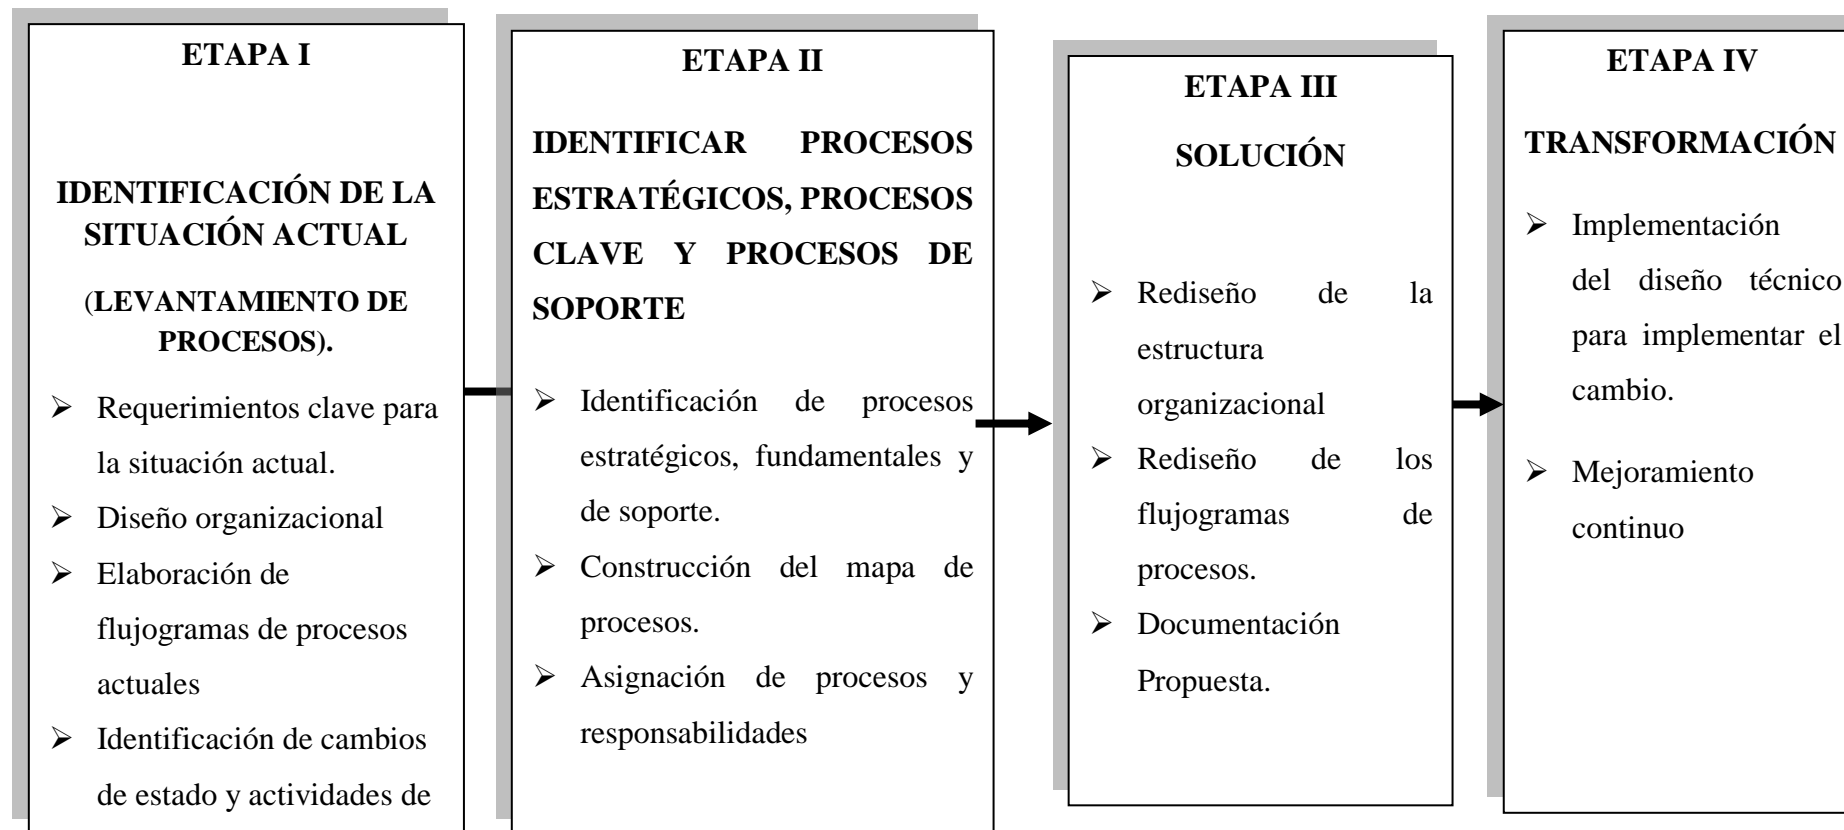 ETAPA I
IDENTIFICACIÓN DE LA
SITUACIÓN ACTUAL
(LEVANTAMIENTO DE
PROCESOS).
➢ Requerimientos clave para
la situación actual.
➢ Diseño organizacional
➢ Elaboración de
flujogramas de procesos
actuales
➢ Identificación de cambios
de estado y actividades de
ETAPA II
IDENTIFICAR PROCESOS
ESTRATÉGICOS, PROCESOS
CLAVE Y PROCESOS DE
SOPORTE
➢ Identificación de procesos
estratégicos, fundamentales y
de soporte.
➢ Construcción del mapa de
procesos.
➢ Asignación de procesos y
responsabilidades
ETAPA III
SOLUCIÓN
➢ Rediseño de la
estructura
organizacional
➢ Rediseño de los
flujogramas de
procesos.
➢ Documentación
Propuesta.
ETAPA IV
TRANSFORMACIÓN
➢ Implementación
del diseño técnico
para implementar el
cambio.
➢ Mejoramiento
continuo